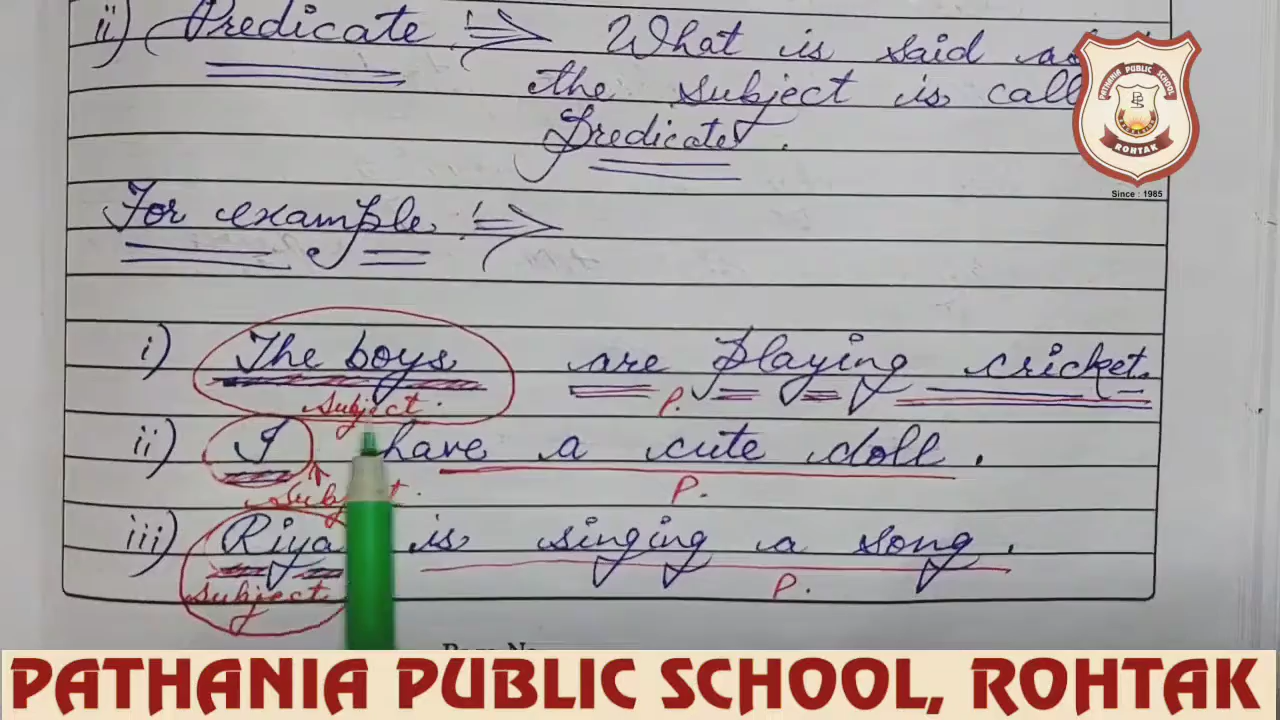 ii) Predicate :⇒ What is said
the subject is
Predicate.
For example :⇒
i) The boys are playing cricket.
Subject. P.
ii) I have a cute doll.
Subject. P.
iii) Riya is singing a song.
Subject P.
PATHANIA PUBLIC SCHOOL
ROHTAK
Since : 1985
PATHANIA PUBLIC SCHOOL, ROHTAK